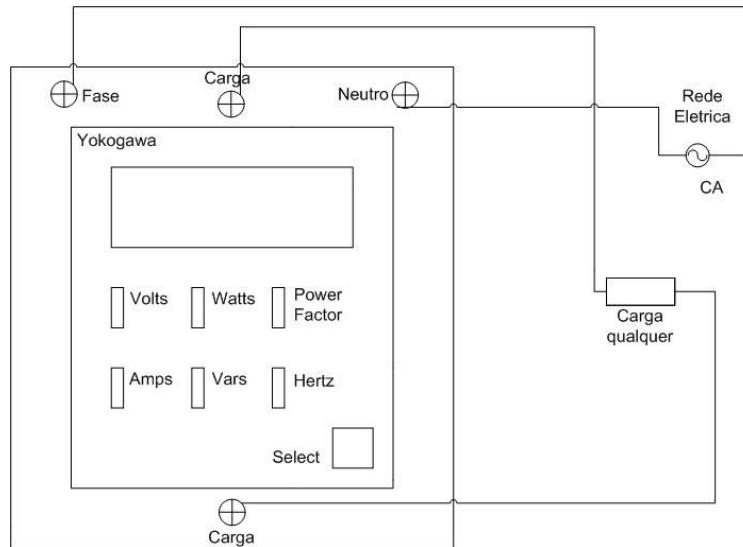 Fase
Carga
Neutro
Rede
Eletrica
CA
Yokogawa
Volts
Watts
Power
Factor
Amps
Vars
Hertz
Select
Carga
qualquer
Carga